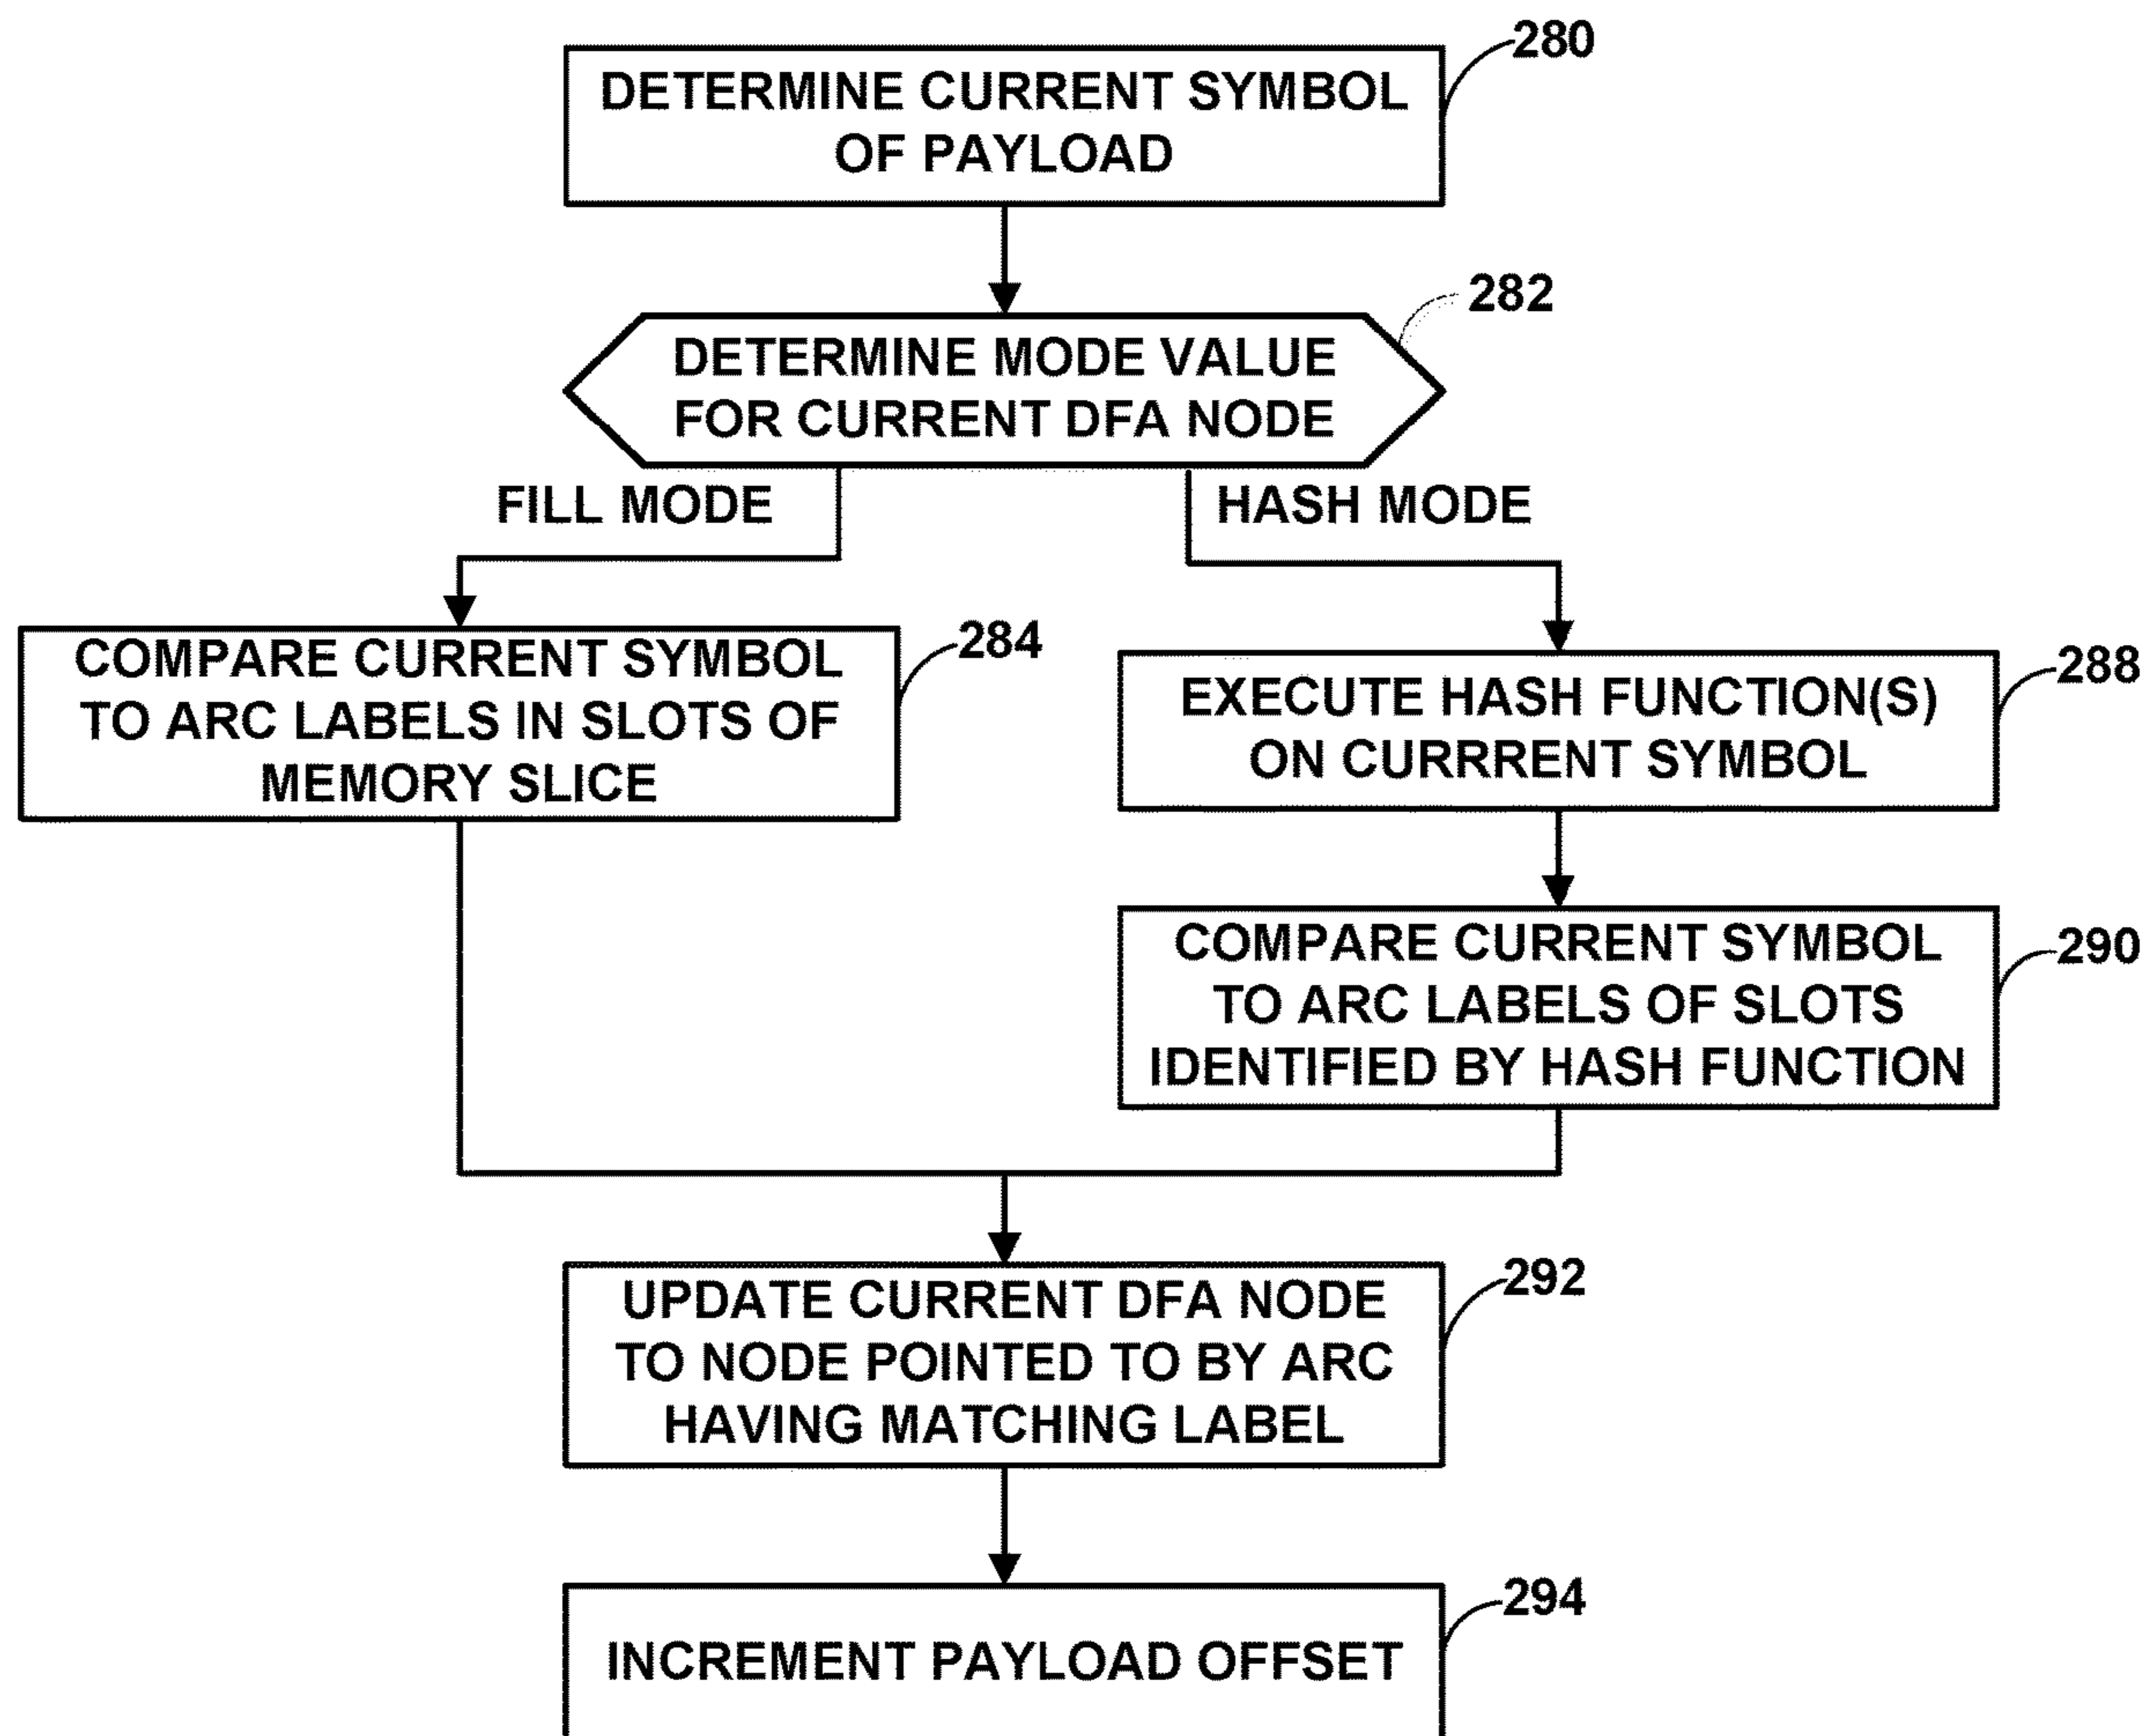 280
DETERMINE CURRENT SYMBOL
OF PAYLOAD
282
DETERMINE MODE VALUE
FOR CURRENT DFA NODE
FILL MODE
HASH MODE
284
COMPARE CURRENT SYMBOL
TO ARC LABELS IN SLOTS OF
MEMORY SLICE
288
EXECUTE HASH FUNCTION(S)
ON CURRRENT SYMBOL
290
COMPARE CURRENT SYMBOL
TO ARC LABELS OF SLOTS
IDENTIFIED BY HASH FUNCTION
292
UPDATE CURRENT DFA NODE
TO NODE POINTED TO BY ARC
HAVING MATCHING LABEL
294
INCREMENT PAYLOAD OFFSET